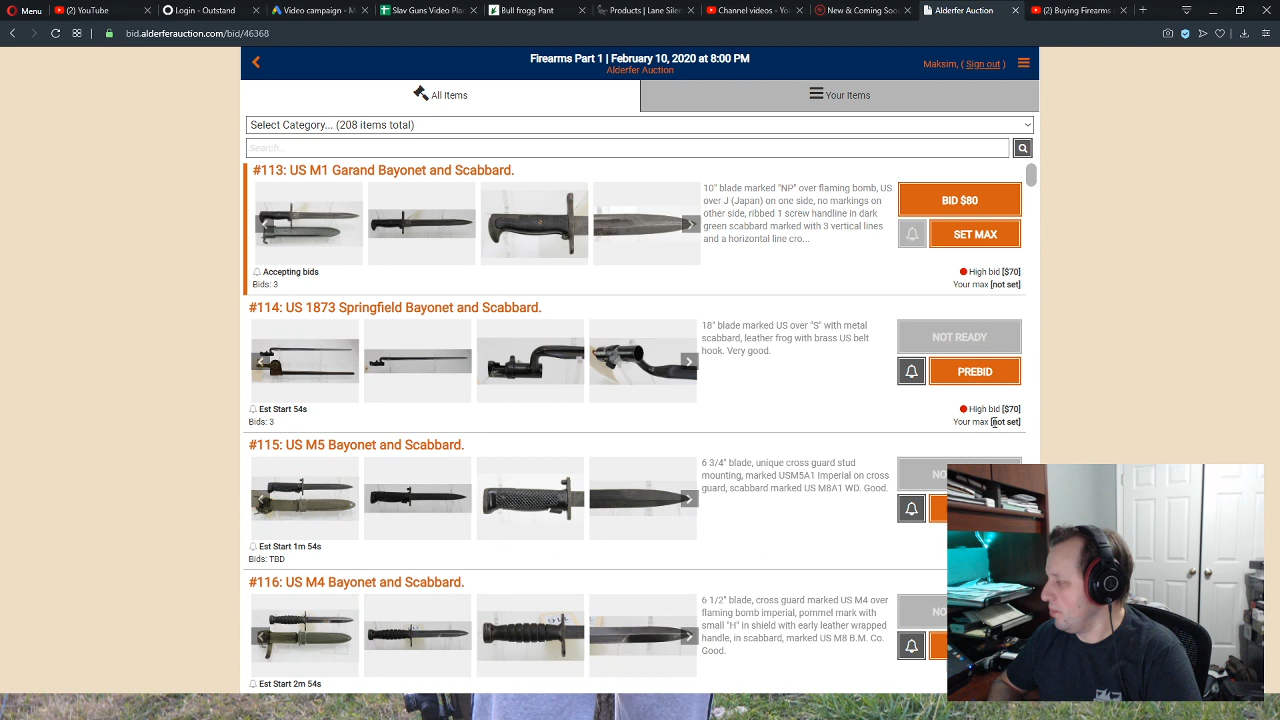 Menu
YouTube
Login - Outstand
Video campaign - M
Slav Guns Video Plan
Bull frogg Pant
Products | Lane Silen
Channel videos - Yo
New & Coming Soo
Alderfer Auction
(2) Buying Firearms
bid.alderferauction.com/bid/46368
Firearms Part 1 | February 10, 2020 at 8:00 PM
Alderfer Auction
Maksim, ( Sign out )
All Items
Your Items
Select Category... (208 items total)
Search...
#113: US M1 Garand Bayonet and Scabbard.
10" blade marked "NP" over flaming bomb, US
over J (Japan) on one side, no markings on
other side, ribbed 1 screw handline in dark
green scabbard marked with 3 vertical lines
and a horizontal line cro...
BID $80
SET MAX
Accepting bids
Bids: 3
High bid [$70]
Your max [not set]
#114: US 1873 Springfield Bayonet and Scabbard.
18" blade marked US over "S" with metal
scabbard, leather frog with brass US belt
hook. Very good.
NOT READY
PREBID
Est Start 54s
Bids: 3
High bid [$70]
Your max [not set]
#115: US M5 Bayonet and Scabbard.
6 3/4" blade, unique cross guard stud
mounting, marked USM5A1 Imperial on cross
guard, scabbard marked US M8A1 WD. Good.
NO
Est Start 1m 54s
Bids: TBD
#116: US M4 Bayonet and Scabbard.
6 1/2" blade, cross guard marked US M4 over
flaming bomb imperial, pommel mark with
small "H" in shield with early leather wrapped
handle, in scabbard, marked US M8 B.M. Co.
Good.
NO
Est Start 2m 54s